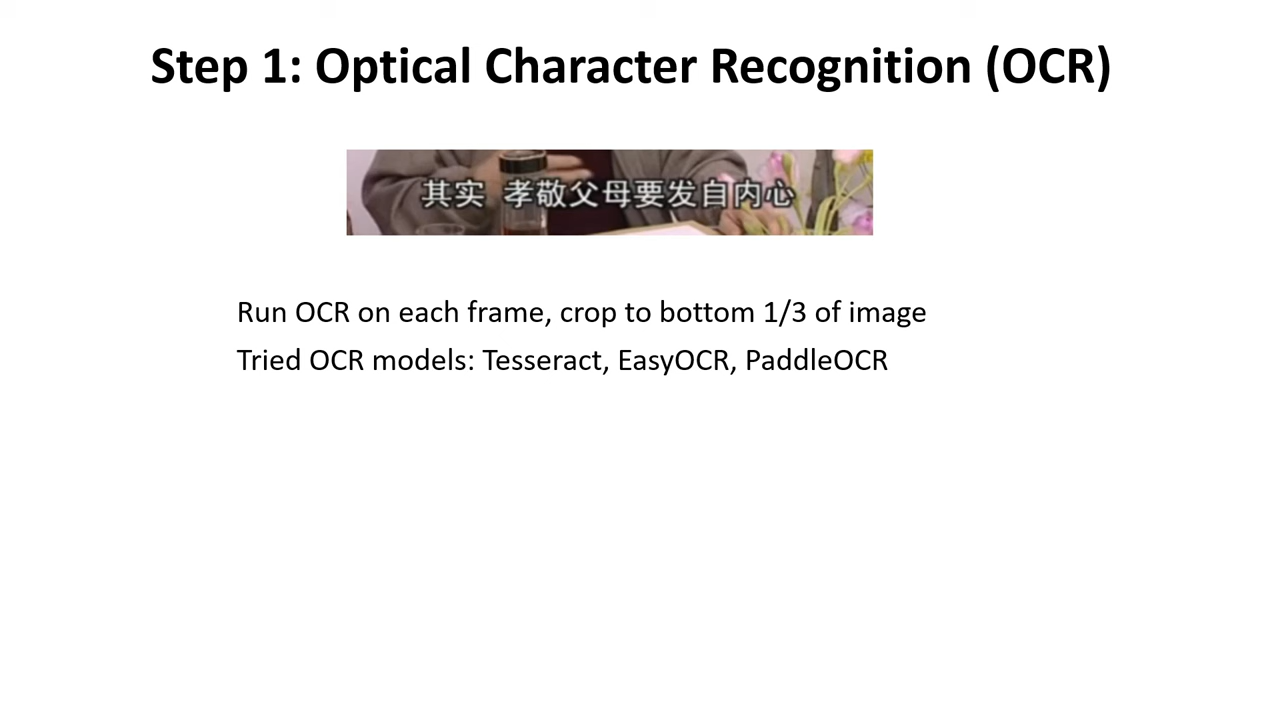 Step 1: Optical Character Recognition (OCR)
其实 孝敬父母要发自内心
Run OCR on each frame, crop to bottom 1/3 of image
Tried OCR models: Tesseract, EasyOCR, PaddleOCR